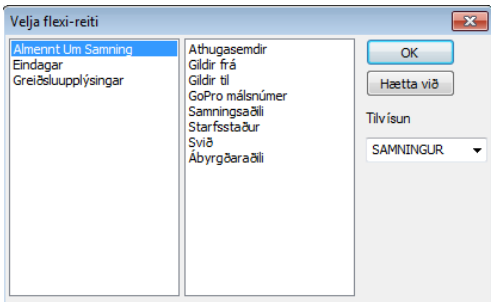 Velja flexi-reiti
Almennt Um Samning
Eindagar
Greiðsluupplýsingar
Athugasemdir
Gildir frá
Gildir til
GoPro málsnúmer
Samningsaðili
Starfsstaður
Svið
Ábyrgðaraðili
OK
Hætta við
Tilvísun
SAMNINGUR